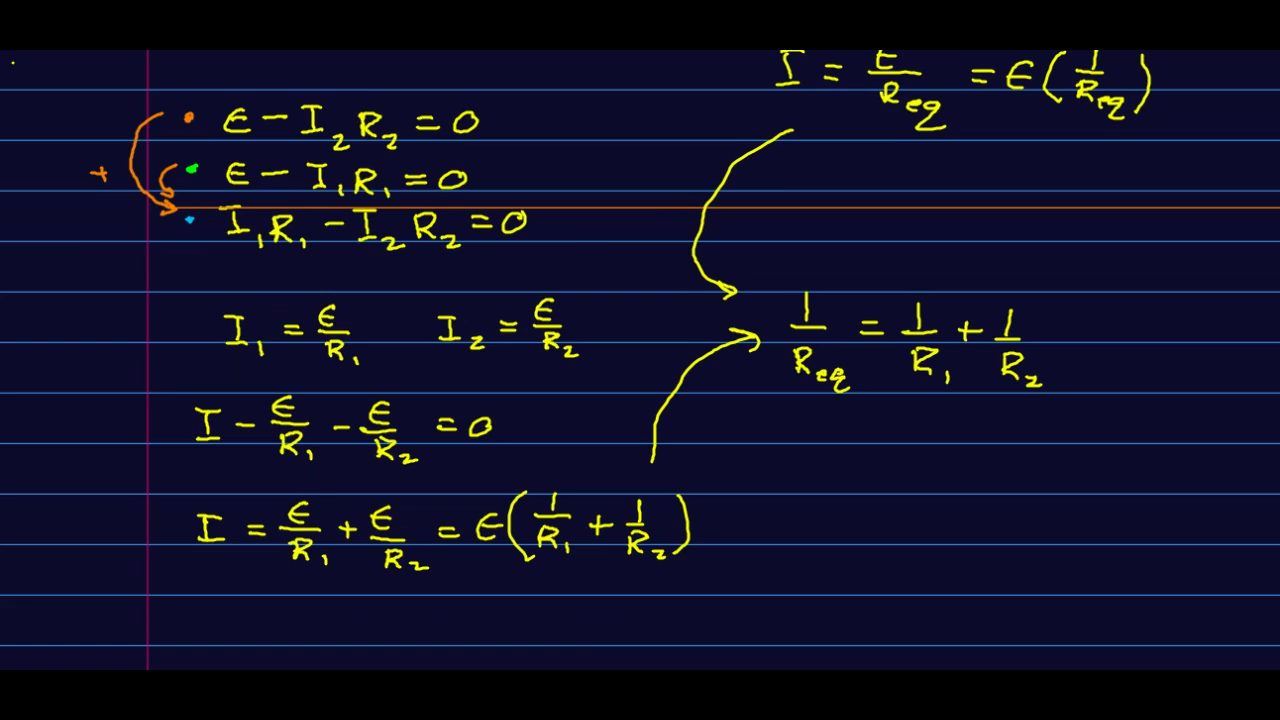 I = ε/R_eq = ε(1/R_eq)
ε − I₂R₂ = 0
+
ε − I₁R₁ = 0
I₁R₁ − I₂R₂ = 0
I₁ = ε/R₁ I₂ = ε/R₂
1/R_eq = 1/R₁ + 1/R₂
I − ε/R₁ − ε/R₂ = 0
I = ε/R₁ + ε/R₂ = ε(1/R₁ + 1/R₂)